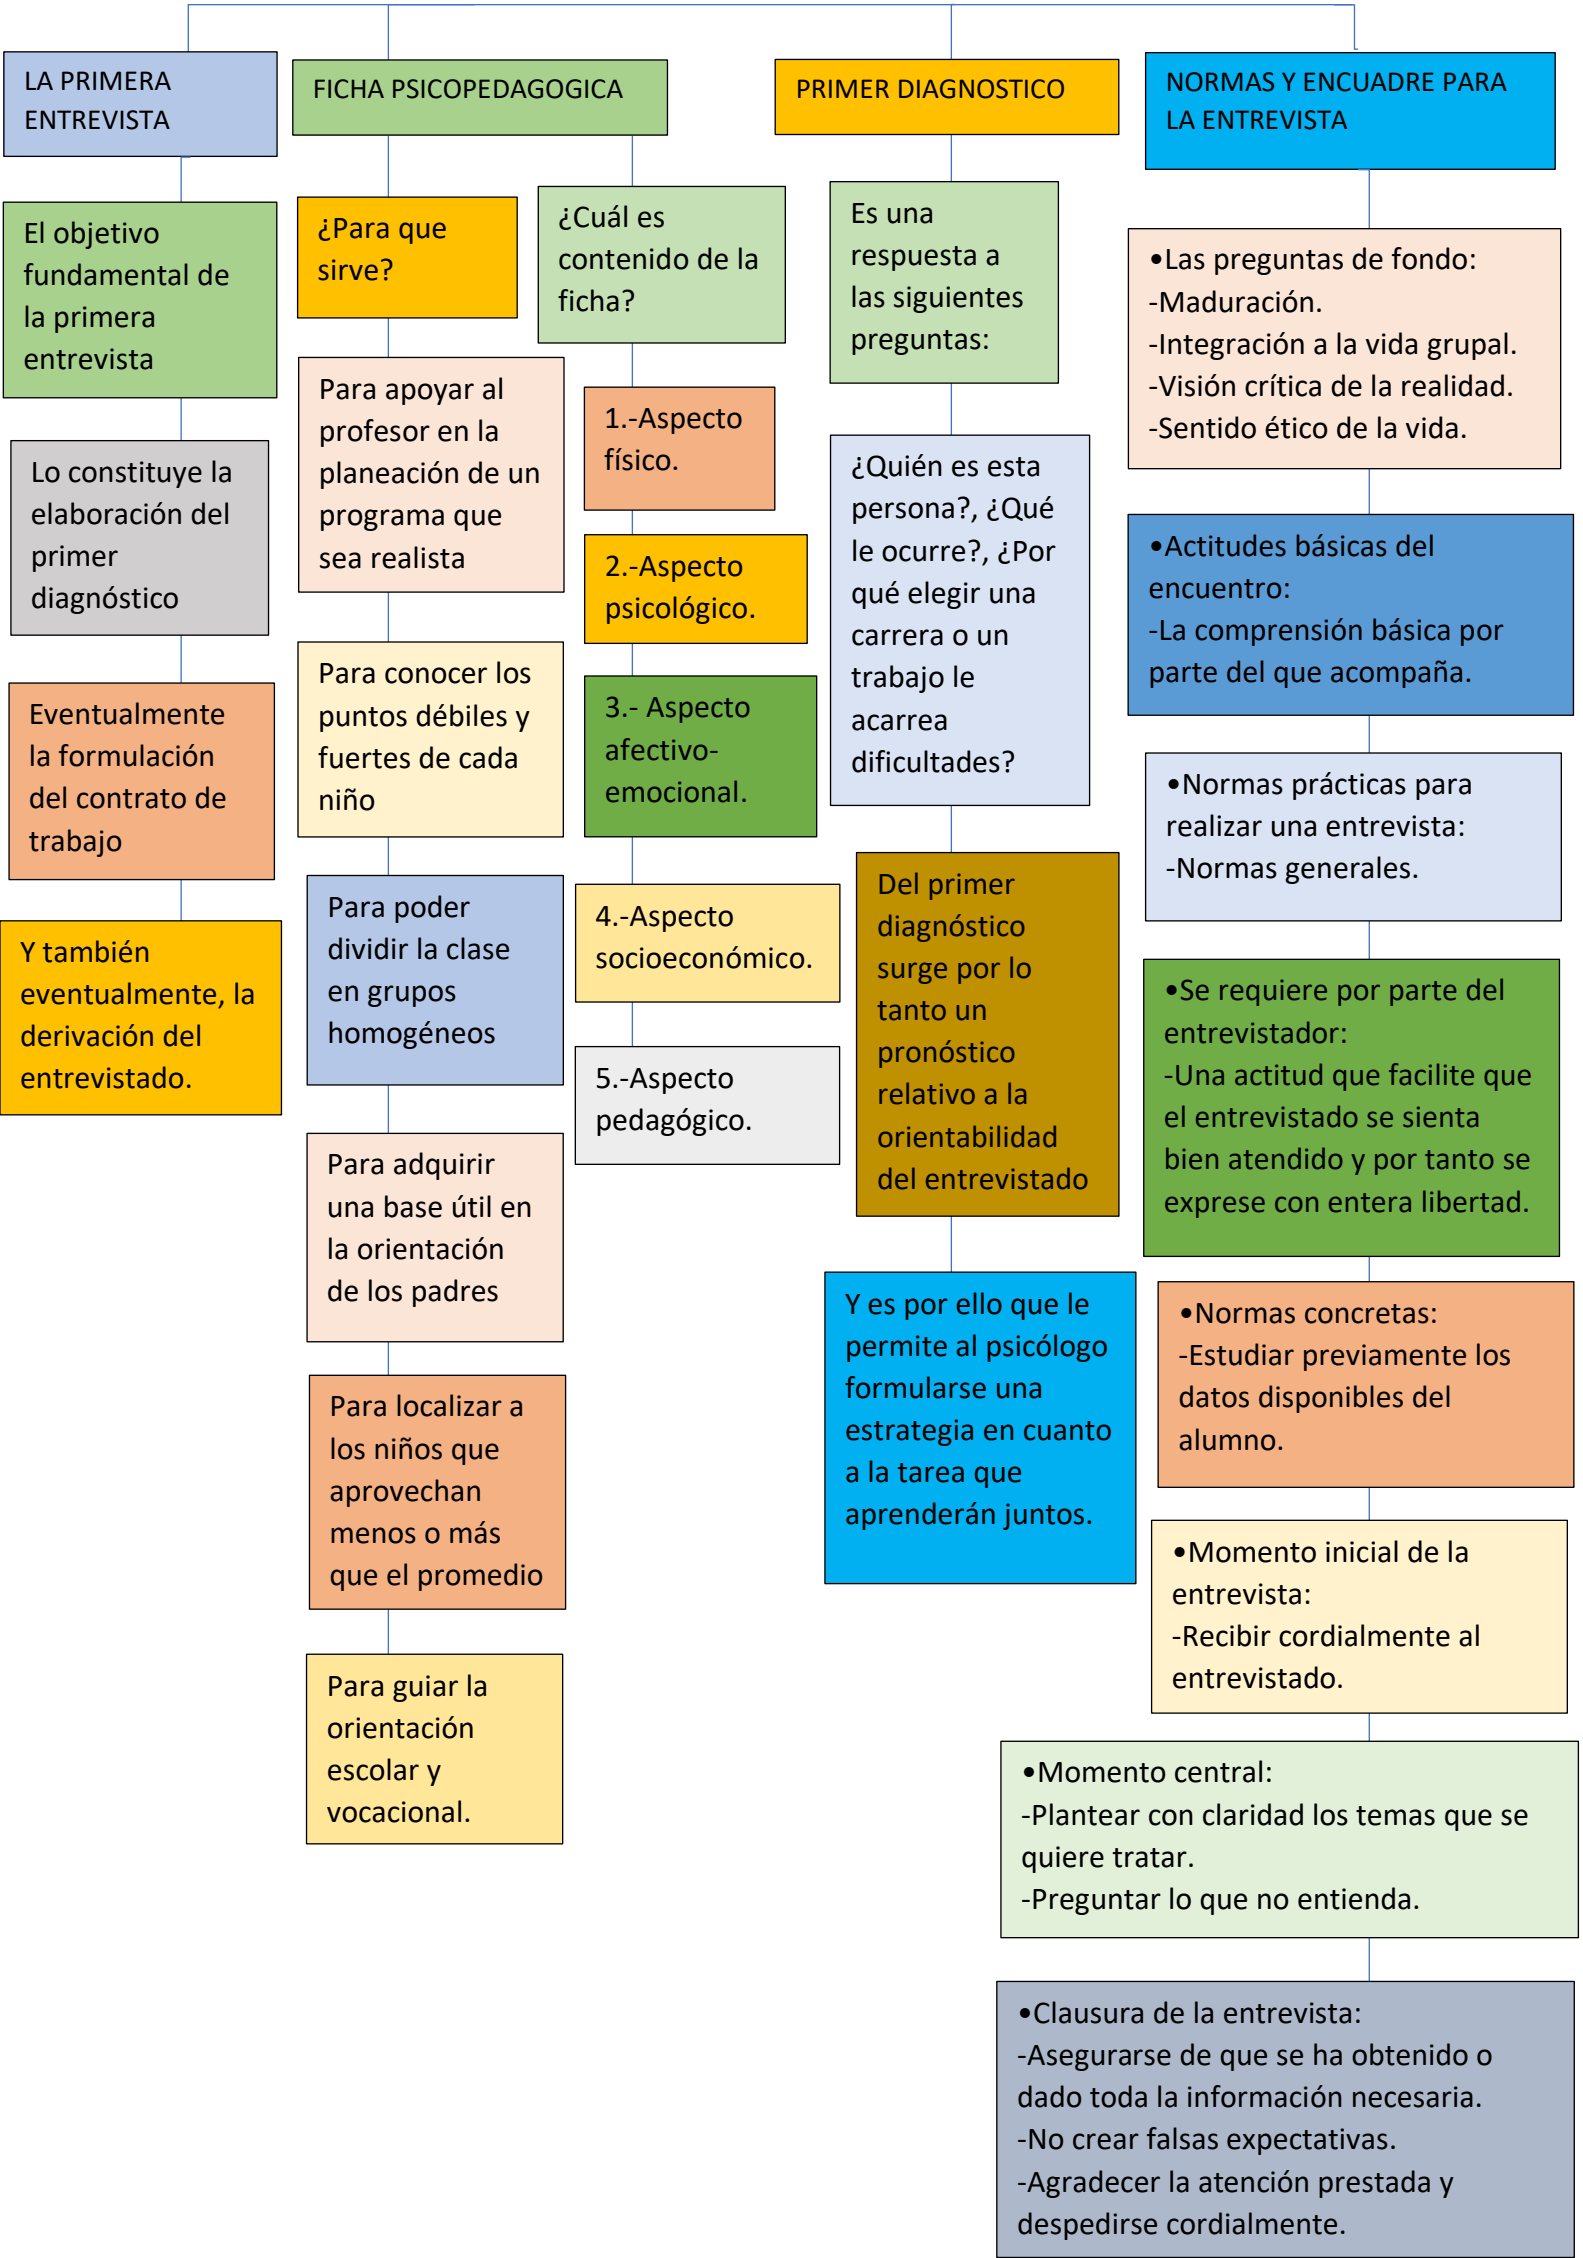 LA PRIMERA
ENTREVISTA
El objetivo
fundamental de
la primera
entrevista
Lo constituye la
elaboración del
primer
diagnóstico
Eventualmente
la formulación
del contrato de
trabajo
Y también
eventualmente, la
derivación del
entrevistado.
FICHA PSICOPEDAGOGICA
¿Para que
sirve?
Para apoyar al
profesor en la
planeación de un
programa que
sea realista
Para conocer los
puntos débiles y
fuertes de cada
niño
Para poder
dividir la clase
en grupos
homogéneos
Para adquirir
una base útil en
la orientación
de los padres
Para localizar a
los niños que
aprovechan
menos o más
que el promedio
Para guiar la
orientación
escolar y
vocacional.
¿Cuál es
contenido de la
ficha?
1.-Aspecto
físico.
2.-Aspecto
psicológico.
3.- Aspecto
afectivo-
emocional.
4.-Aspecto
socioeconómico.
5.-Aspecto
pedagógico.
PRIMER DIAGNOSTICO
Es una
respuesta a
las siguientes
preguntas:
¿Quién es esta
persona?, ¿Qué
le ocurre?, ¿Por
qué elegir una
carrera o un
trabajo le
acarrea
dificultades?
Del primer
diagnóstico
surge por lo
tanto un
pronóstico
relativo a la
orientabilidad
del entrevistado
Y es por ello que le
permite al psicólogo
formularse una
estrategia en cuanto
a la tarea que
aprenderán juntos.
NORMAS Y ENCUADRE PARA
LA ENTREVISTA
•Las preguntas de fondo:
-Maduración.
-Integración a la vida grupal.
-Visión crítica de la realidad.
-Sentido ético de la vida.
•Actitudes básicas del
encuentro:
-La comprensión básica por
parte del que acompaña.
•Normas prácticas para
realizar una entrevista:
-Normas generales.
•Se requiere por parte del
entrevistador:
-Una actitud que facilite que
el entrevistado se sienta
bien atendido y por tanto se
exprese con entera libertad.
•Normas concretas:
-Estudiar previamente los
datos disponibles del
alumno.
•Momento inicial de la
entrevista:
-Recibir cordialmente al
entrevistado.
•Momento central:
-Plantear con claridad los temas que se
quiere tratar.
-Preguntar lo que no entienda.
•Clausura de la entrevista:
-Asegurarse de que se ha obtenido o
dado toda la información necesaria.
-No crear falsas expectativas.
-Agradecer la atención prestada y
despedirse cordialmente.